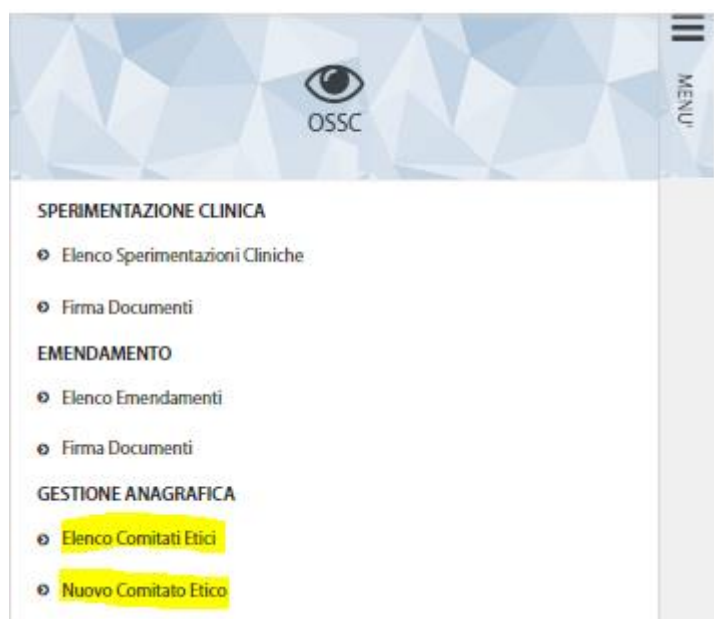 OSSC
MENU'
SPERIMENTAZIONE CLINICA
Elenco Sperimentazioni Cliniche
Firma Documenti
EMENDAMENTO
Elenco Emendamenti
Firma Documenti
GESTIONE ANAGRAFICA
Elenco Comitati Etici
Nuovo Comitato Etico